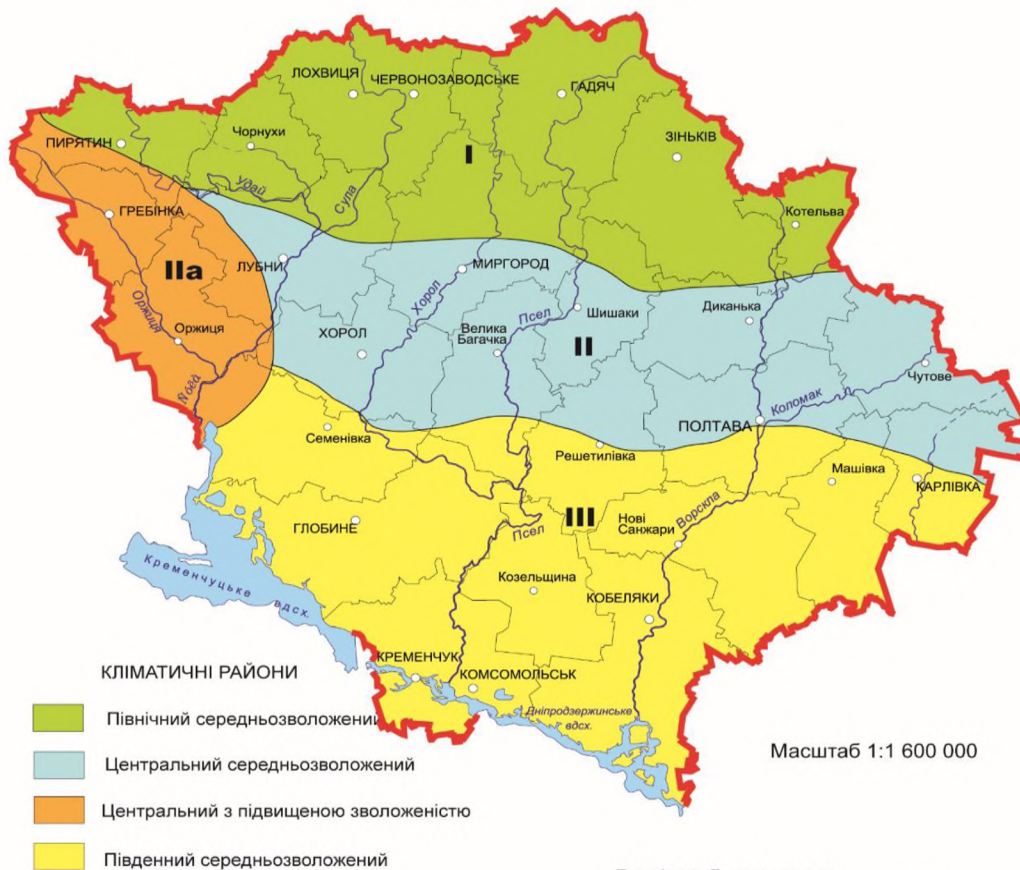 ЛОХВИЦЯ
ЧЕРВОНОЗАВОДСЬКЕ
ГАДЯЧ
ПИРЯТИН
Чорнухи
I
ЗІНЬКІВ
Удай
Сула
ГРЕБІНКА
Котельва
IIa
ЛУБНИ
МИРГОРОД
Хорол
Оржиця
Оржиця
ХОРОЛ
Велика
Багачка
Псел
Шишаки
II
Диканька
Чутове
Ñóëà
Коломак
ПОЛТАВА
Семенівка
Решетилівка
Машівка
КАРЛІВКА
ГЛОБИНЕ
III
Псел
Нові
Санжари
Ворскла
Кременчуцьке вдсх.
Козельщина
КОБЕЛЯКИ
КРЕМЕНЧУК
КОМСОМОЛЬСЬК
Дніпродзержинське
вдсх.
КЛІМАТИЧНІ РАЙОНИ
Північний середньозволожений
Центральний середньозволожений
Центральний з підвищеною зволоженістю
Південний середньозволожений
Масштаб 1:1 600 000